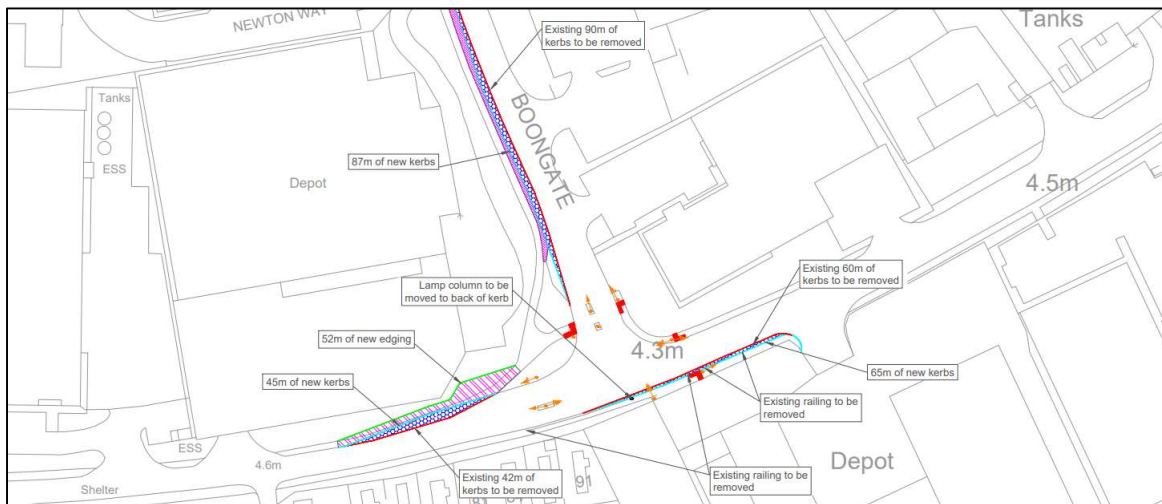 NEWTON WAY
Existing 90m of
kerbs to be removed
Tanks
Tanks
ESS
BOONGATE
87m of new kerbs
Depot
4.5m
Lamp column to be
moved to back of kerb
Existing 60m of
kerbs to be removed
52m of new edging
4.3m
45m of new kerbs
65m of new kerbs
Existing railing to be
removed
ESS
4.6m
Depot
Shelter
Existing 42m of
kerbs to be removed
91
Existing railing to be
removed